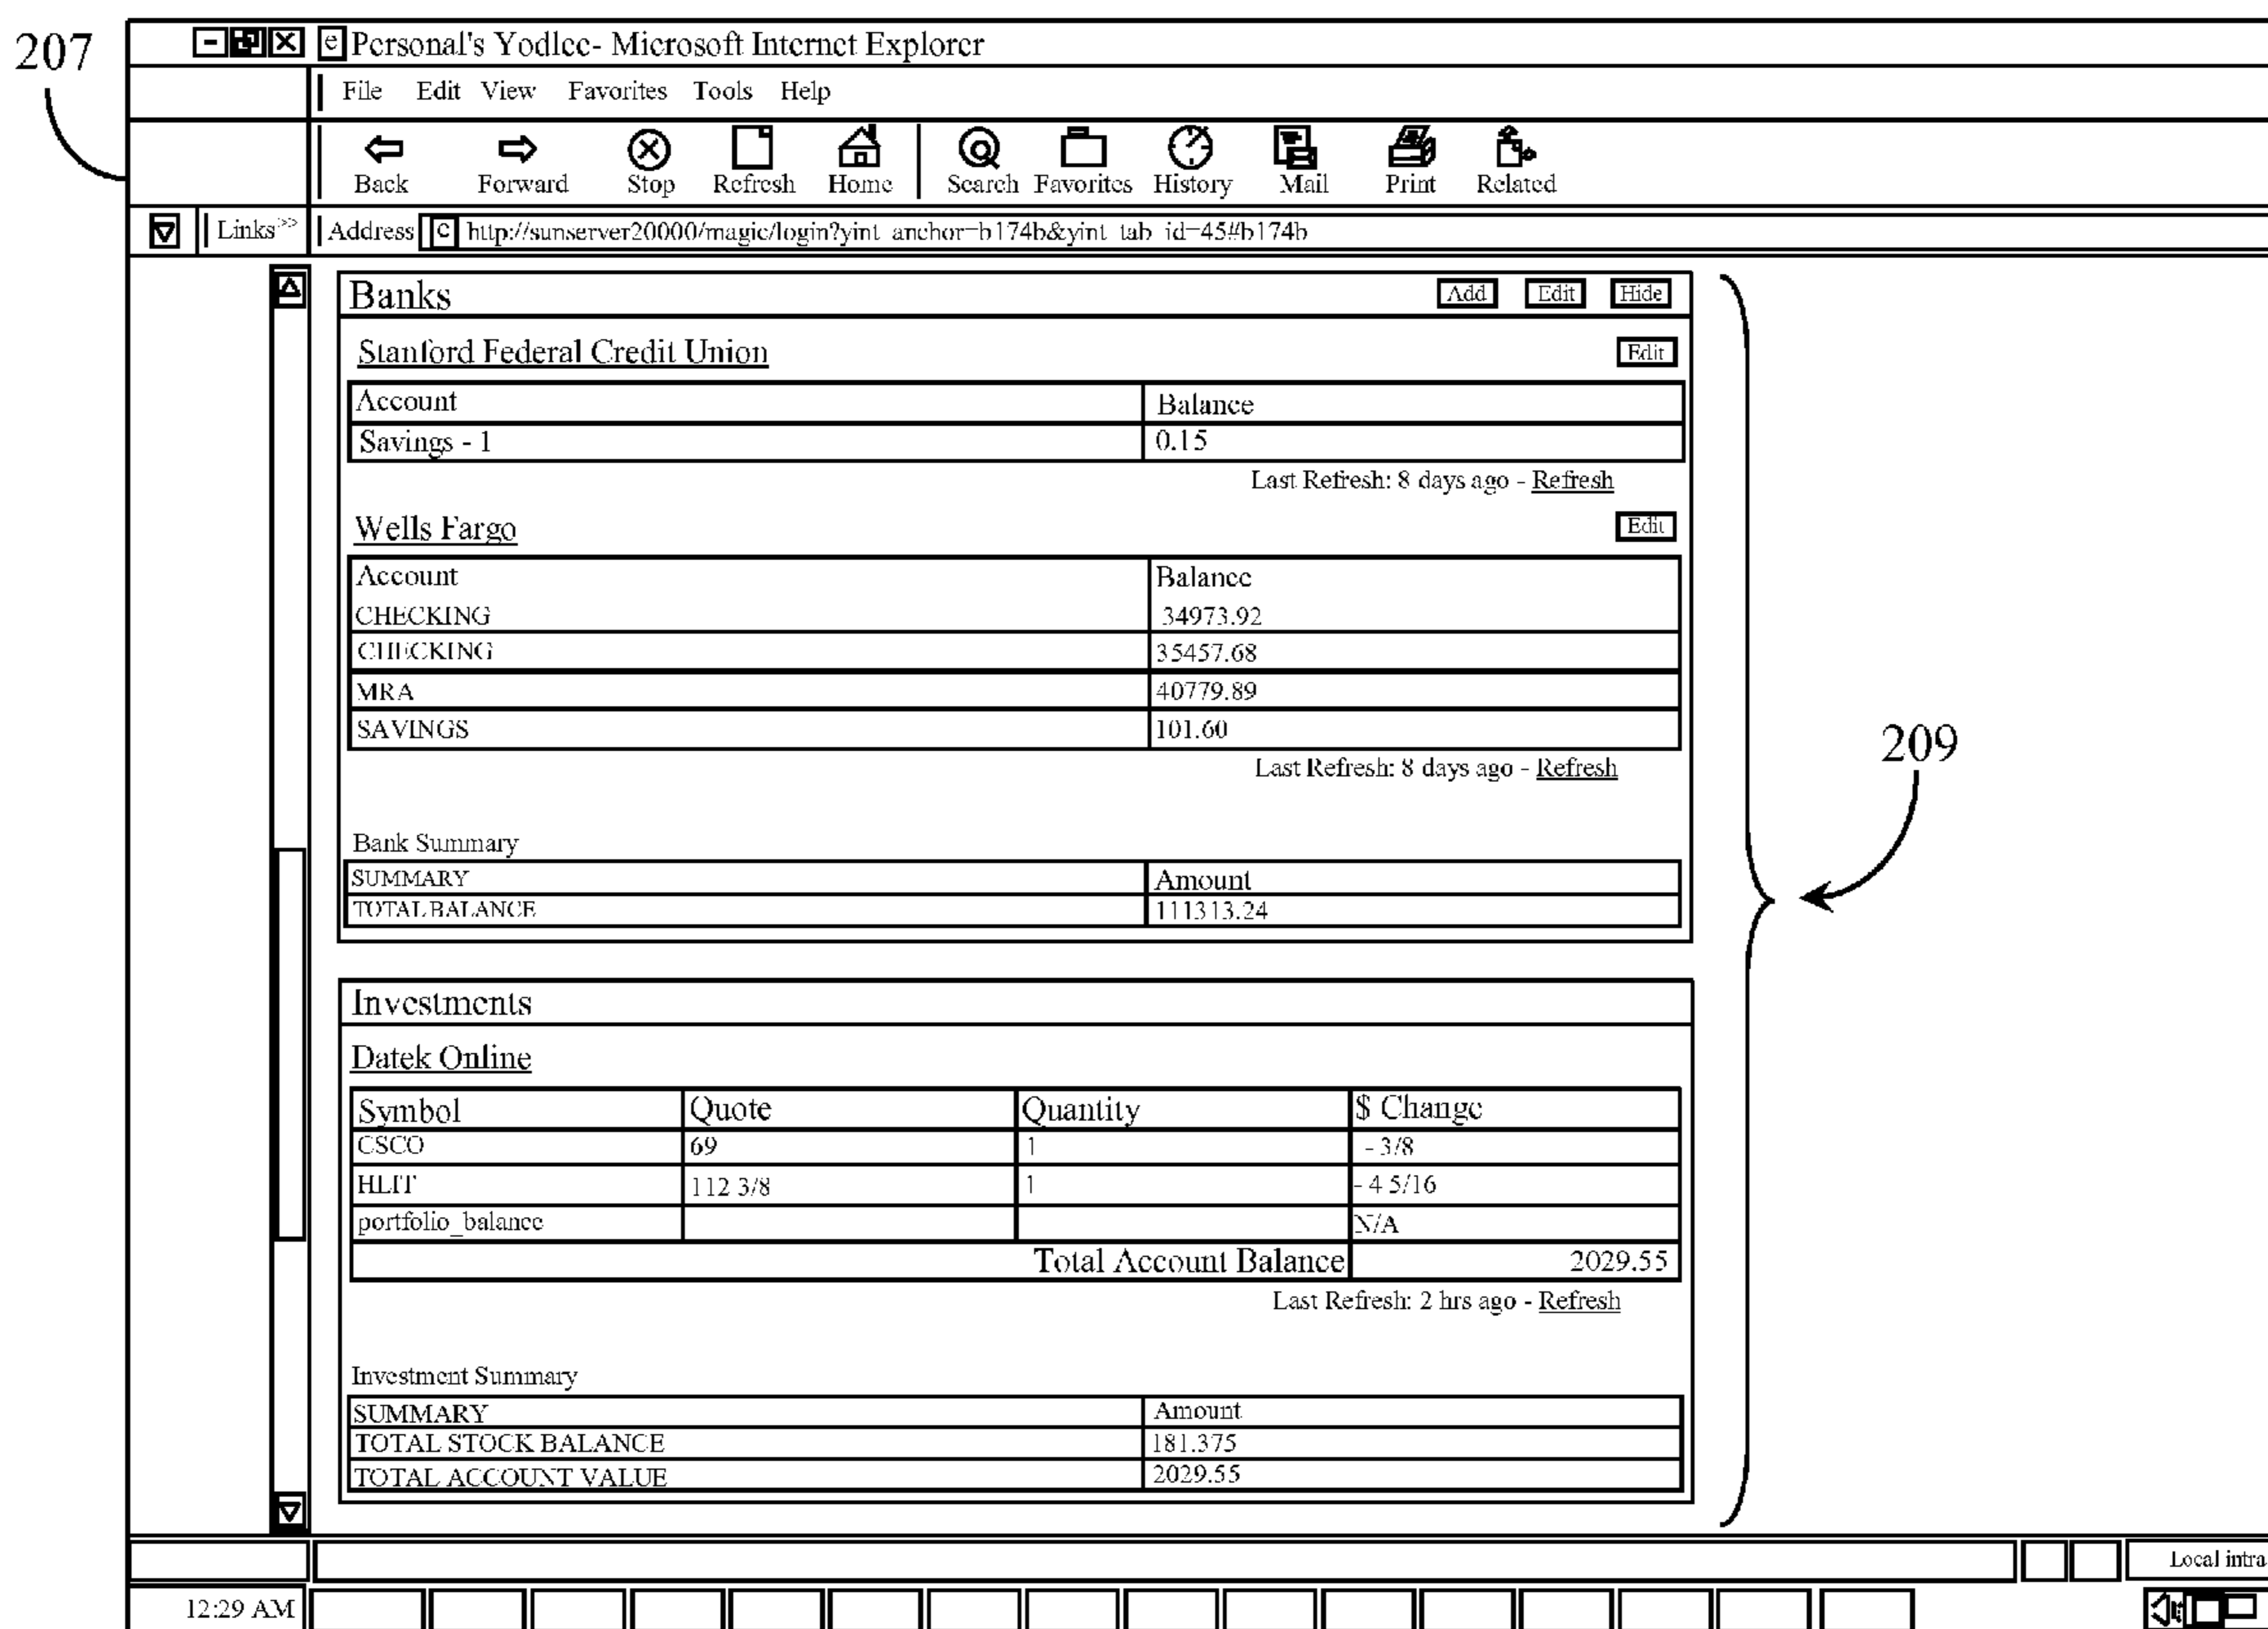 207
e Personal's Yodlee- Microsoft Internet Explorer
File Edit View Favorites Tools Help
Back Forward Stop Refresh Home Search Favorites History Mail Print Related
Links>> Address e http://sunserver20000/magic/login?yint_anchor=b174b&yint_tab_id=45#b174b
Banks Add Edit Hide
Stanford Federal Credit Union Edit
Account Balance
Savings - 1 0.15
Last Refresh: 8 days ago - Refresh
Wells Fargo Edit
Account Balance
CHECKING 34973.92
CHECKING 35457.68
MRA 40779.89
SAVINGS 101.60
Last Refresh: 8 days ago - Refresh
209
Bank Summary
SUMMARY Amount
TOTAL BALANCE 111313.24
Investments
Datek Online
Symbol Quote Quantity $ Change
CSCO 69 1 - 3/8
HLIT 112 3/8 1 - 4 5/16
portfolio_balance N/A
Total Account Balance 2029.55
Last Refresh: 2 hrs ago - Refresh
Investment Summary
SUMMARY Amount
TOTAL STOCK BALANCE 181.375
TOTAL ACCOUNT VALUE 2029.55
Local intra
12:29 AM